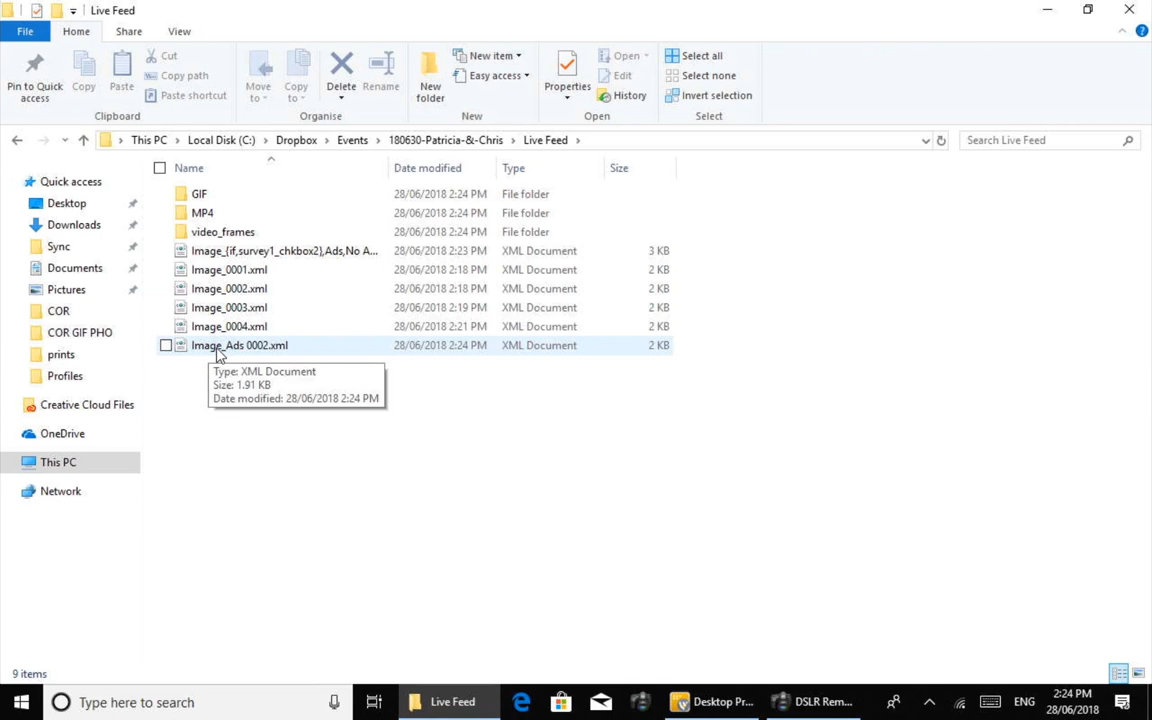 Live Feed
File Home Share View
Pin to Quick access
Copy
Paste
Cut
Copy path
Paste shortcut
Clipboard
Move to
Copy to
Delete
Rename
Organise
New folder
New item
Easy access
New
Properties
Open
Edit
History
Open
Select all
Select none
Invert selection
Select
This PC Local Disk (C:) Dropbox Events 180630-Patricia-&-Chris Live Feed
Search Live Feed
Name Date modified Type Size
GIF 28/06/2018 2:24 PM File folder
MP4 28/06/2018 2:24 PM File folder
video_frames 28/06/2018 2:24 PM File folder
Image_{if,survey1_chkbox2},Ads,No A... 28/06/2018 2:23 PM XML Document 3 KB
Image_0001.xml 28/06/2018 2:18 PM XML Document 2 KB
Image_0002.xml 28/06/2018 2:18 PM XML Document 2 KB
Image_0003.xml 28/06/2018 2:19 PM XML Document 2 KB
Image_0004.xml 28/06/2018 2:21 PM XML Document 2 KB
Image_Ads 0002.xml 28/06/2018 2:24 PM XML Document 2 KB
Type: XML Document
Size: 1.91 KB
Date modified: 28/06/2018 2:24 PM
Quick access
Desktop
Downloads
Sync
Documents
Pictures
COR
COR GIF PHO
prints
Profiles
Creative Cloud Files
OneDrive
This PC
Network
9 items
Type here to search
Live Feed
Desktop Pr...
DSLR Rem...
ENG
2:24 PM
28/06/2018